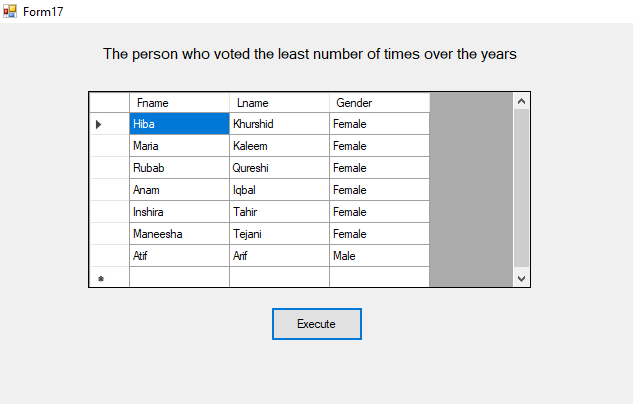 Form17
The person who voted the least number of times over the years
Fname Lname Gender
Hiba Khurshid Female
Maria Kaleem Female
Rubab Qureshi Female
Anam Iqbal Female
Inshira Tahir Female
Maneesha Tejani Female
Atif Arif Male
Execute